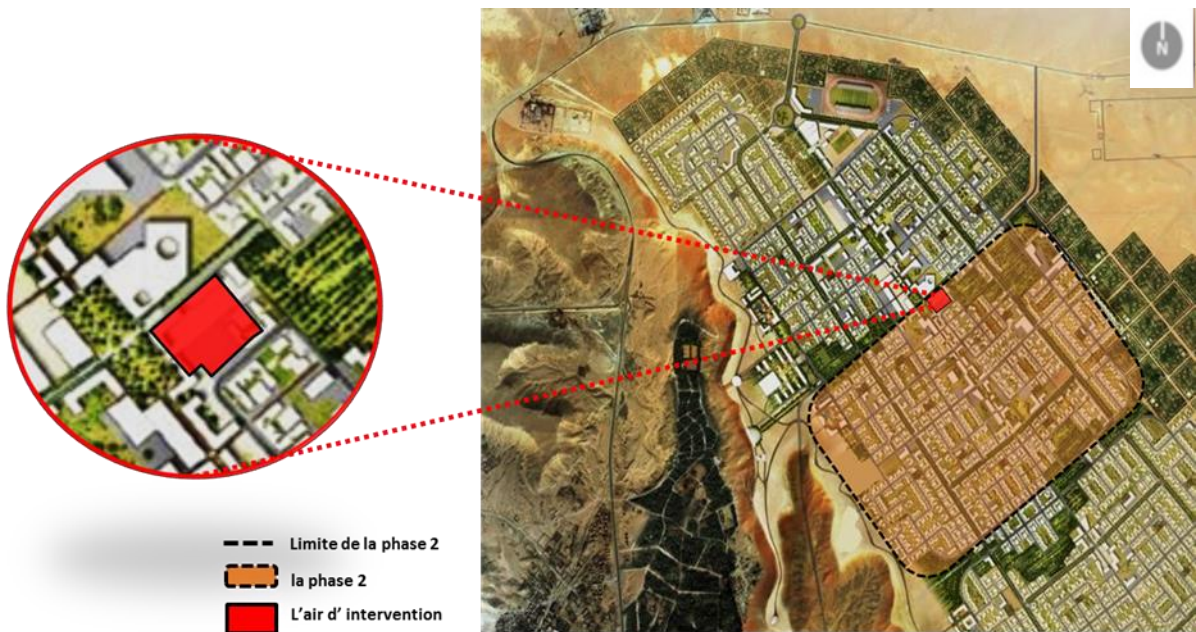 N
Limite de la phase 2
la phase 2
L'air d' intervention